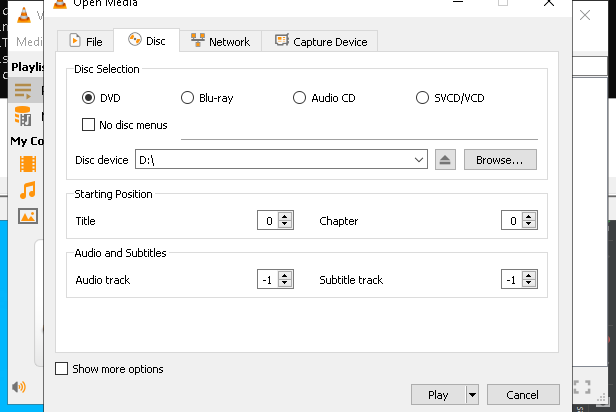 Open Media
V
Medi
Playlis
P
My Co
File
Disc
Network
Capture Device
Disc Selection
DVD
Blu-ray
Audio CD
SVCD/VCD
No disc menus
Disc device
D:\
Browse...
Starting Position
Title
0
Chapter
0
Audio and Subtitles
Audio track
-1
Subtitle track
-1
Show more options
Play
Cancel